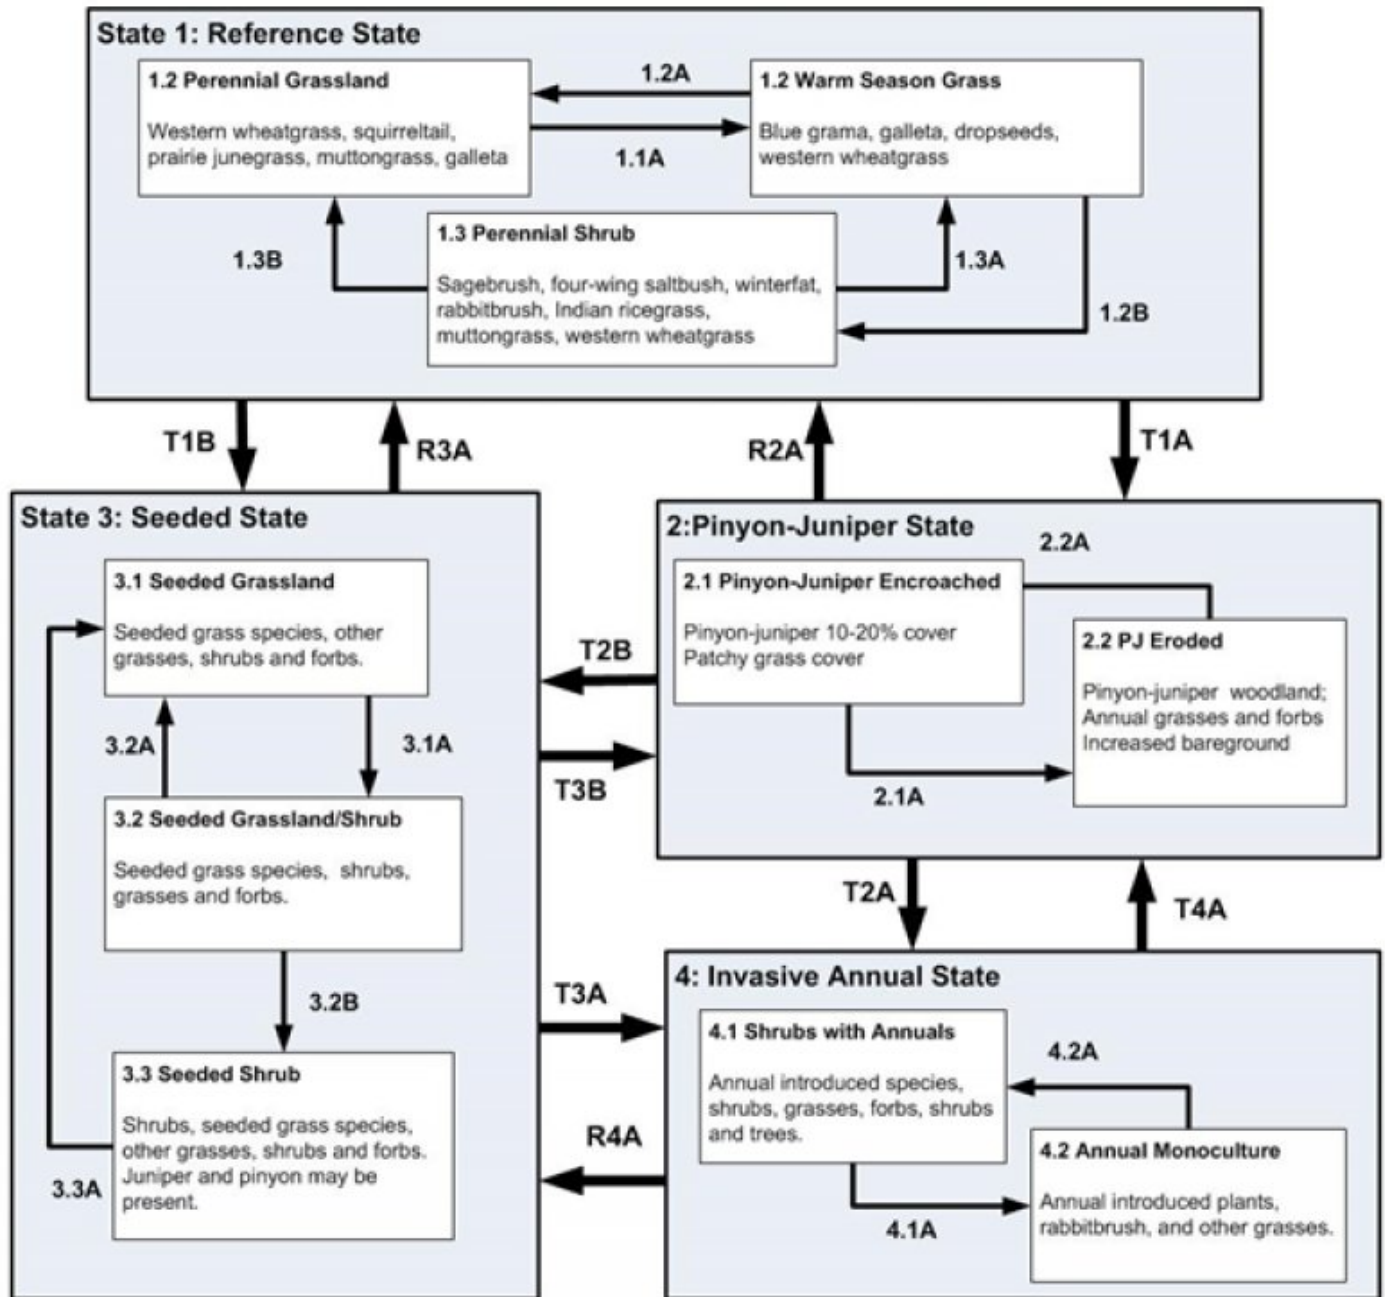 State 1: Reference State
1.2 Perennial Grassland
Western wheatgrass, squirreltail,
prairie junegrass, muttongrass, galleta
1.2A
1.1A
1.2 Warm Season Grass
Blue grama, galleta, dropseeds,
western wheatgrass
1.3B
1.3 Perennial Shrub
Sagebrush, four-wing saltbush, winterfat,
rabbitbrush, Indian ricegrass,
muttongrass, western wheatgrass
1.3A
1.2B
T1B
R3A
R2A
T1A
State 3: Seeded State
3.1 Seeded Grassland
Seeded grass species, other
grasses, shrubs and forbs.
3.2A
3.1A
3.2 Seeded Grassland/Shrub
Seeded grass species, shrubs,
grasses and forbs.
3.2B
3.3 Seeded Shrub
Shrubs, seeded grass species,
other grasses, shrubs and forbs.
Juniper and pinyon may be
present.
3.3A
T2B
T3B
2:Pinyon-Juniper State
2.2A
2.1 Pinyon-Juniper Encroached
Pinyon-juniper 10-20% cover
Patchy grass cover
2.2 PJ Eroded
Pinyon-juniper woodland;
Annual grasses and forbs
Increased bareground
2.1A
T2A
T4A
T3A
R4A
4: Invasive Annual State
4.1 Shrubs with Annuals
Annual introduced species,
shrubs, grasses, forbs, shrubs
and trees.
4.2A
4.2 Annual Monoculture
Annual introduced plants,
rabbitbrush, and other grasses.
4.1A